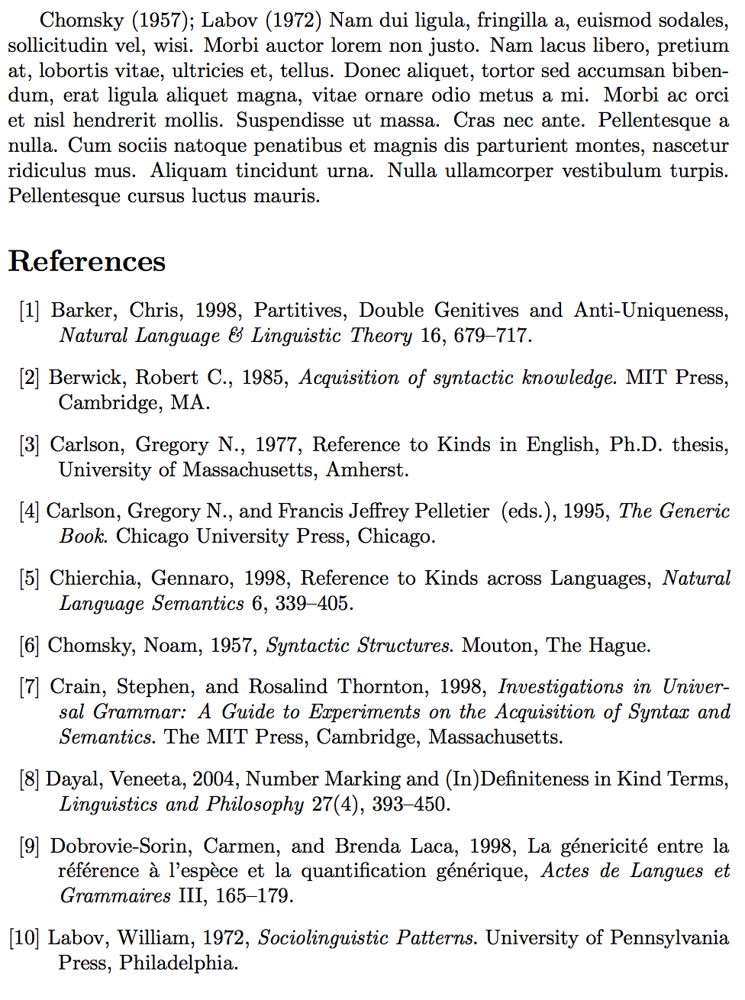 Chomsky (1957); Labov (1972) Nam dui ligula, fringilla a, euismod sodales,
sollicitudin vel, wisi. Morbi auctor lorem non justo. Nam lacus libero, pretium
at, lobortis vitae, ultricies et, tellus. Donec aliquet, tortor sed accumsan biben-
dum, erat ligula aliquet magna, vitae ornare odio metus a mi. Morbi ac orci
et nisl hendrerit mollis. Suspendisse ut massa. Cras nec ante. Pellentesque a
nulla. Cum sociis natoque penatibus et magnis dis parturient montes, nascetur
ridiculus mus. Aliquam tincidunt urna. Nulla ullamcorper vestibulum turpis.
Pellentesque cursus luctus mauris.
References
[1] Barker, Chris, 1998, Partitives, Double Genitives and Anti-Uniqueness,
Natural Language & Linguistic Theory 16, 679–717.
[2] Berwick, Robert C., 1985, Acquisition of syntactic knowledge. MIT Press,
Cambridge, MA.
[3] Carlson, Gregory N., 1977, Reference to Kinds in English, Ph.D. thesis,
University of Massachusetts, Amherst.
[4] Carlson, Gregory N., and Francis Jeffrey Pelletier (eds.), 1995, The Generic
Book. Chicago University Press, Chicago.
[5] Chierchia, Gennaro, 1998, Reference to Kinds across Languages, Natural
Language Semantics 6, 339–405.
[6] Chomsky, Noam, 1957, Syntactic Structures. Mouton, The Hague.
[7] Crain, Stephen, and Rosalind Thornton, 1998, Investigations in Univer-
sal Grammar: A Guide to Experiments on the Acquisition of Syntax and
Semantics. The MIT Press, Cambridge, Massachusetts.
[8] Dayal, Veneeta, 2004, Number Marking and (In)Definiteness in Kind Terms,
Linguistics and Philosophy 27(4), 393–450.
[9] Dobrovie-Sorin, Carmen, and Brenda Laca, 1998, La génericité entre la
référence à l'espèce et la quantification générique, Actes de Langues et
Grammaires III, 165–179.
[10] Labov, William, 1972, Sociolinguistic Patterns. University of Pennsylvania
Press, Philadelphia.